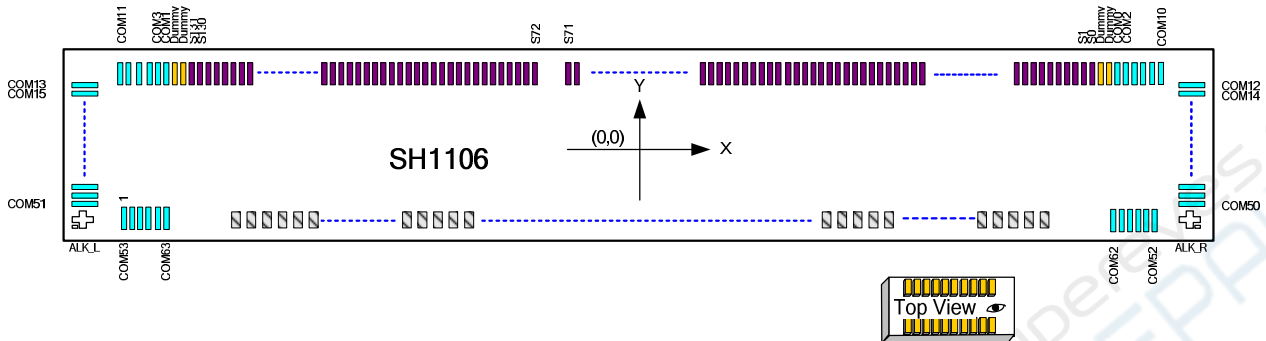 COM11
COM3
COM1
Dummy
Dummy
S131
S130
S72
S71
S1
S0
Dummy
Dummy
COM0
COM2
COM10
COM13
COM15
COM12
COM14
Y
(0,0)
X
SH1106
COM51
1
COM50
ALK_L
ALK_R
COM53
COM63
COM62
COM52
Top View